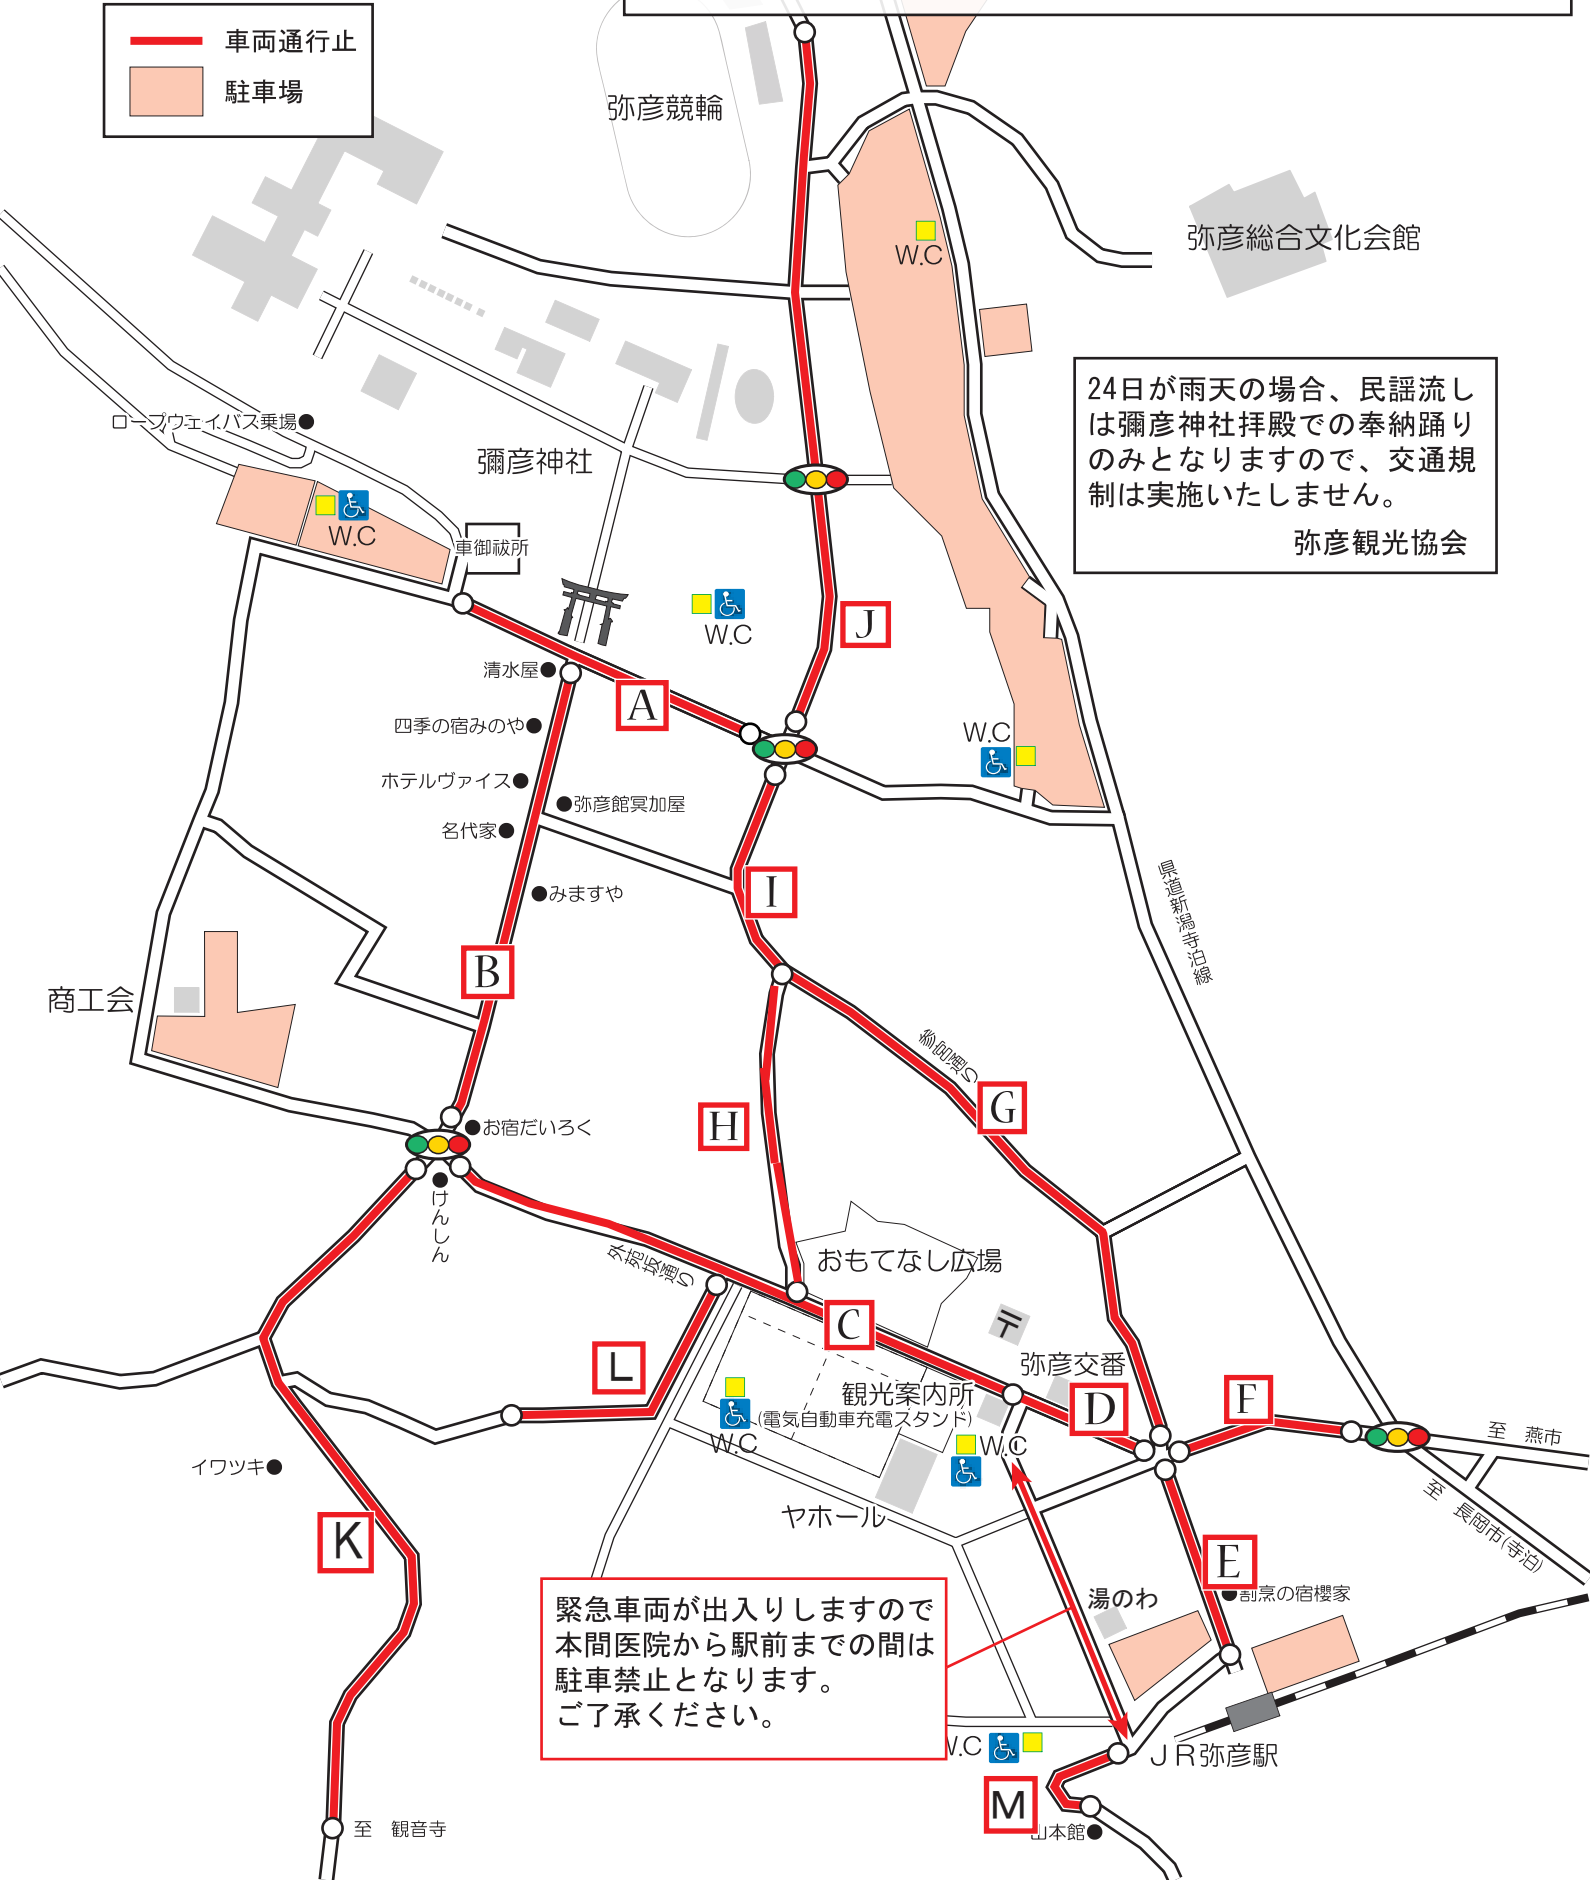 車両通行止
駐車場
弥彦競輪
W.C
弥彦総合文化会館
24日が雨天の場合、民謡流し
は彌彦神社拝殿での奉納踊り
のみとなりますので、交通規
制は実施いたしません。
弥彦観光協会
ロープウェイバス乗場
彌彦神社
W.C
車御祓所
W.C
J
清水屋
A
四季の宿みのや
W.C
ホテルヴァイス
弥彦館冥加屋
名代家
みますや
I
県道新潟寺泊線
B
商工会
参宮通り
G
H
お宿だいろく
けんしん
外苑坂通り
おもてなし広場
C
〒
弥彦交番
L
観光案内所
(電気自動車充電スタンド)
D
F
W.C
W.C
至 燕市
イワツキ
至 長岡市(寺泊)
ヤホール
K
E
割烹の宿櫻家
湯のわ
緊急車両が出入りしますので
本間医院から駅前までの間は
駐車禁止となります。
ご了承ください。
W.C
JR弥彦駅
M
山本館
至 観音寺